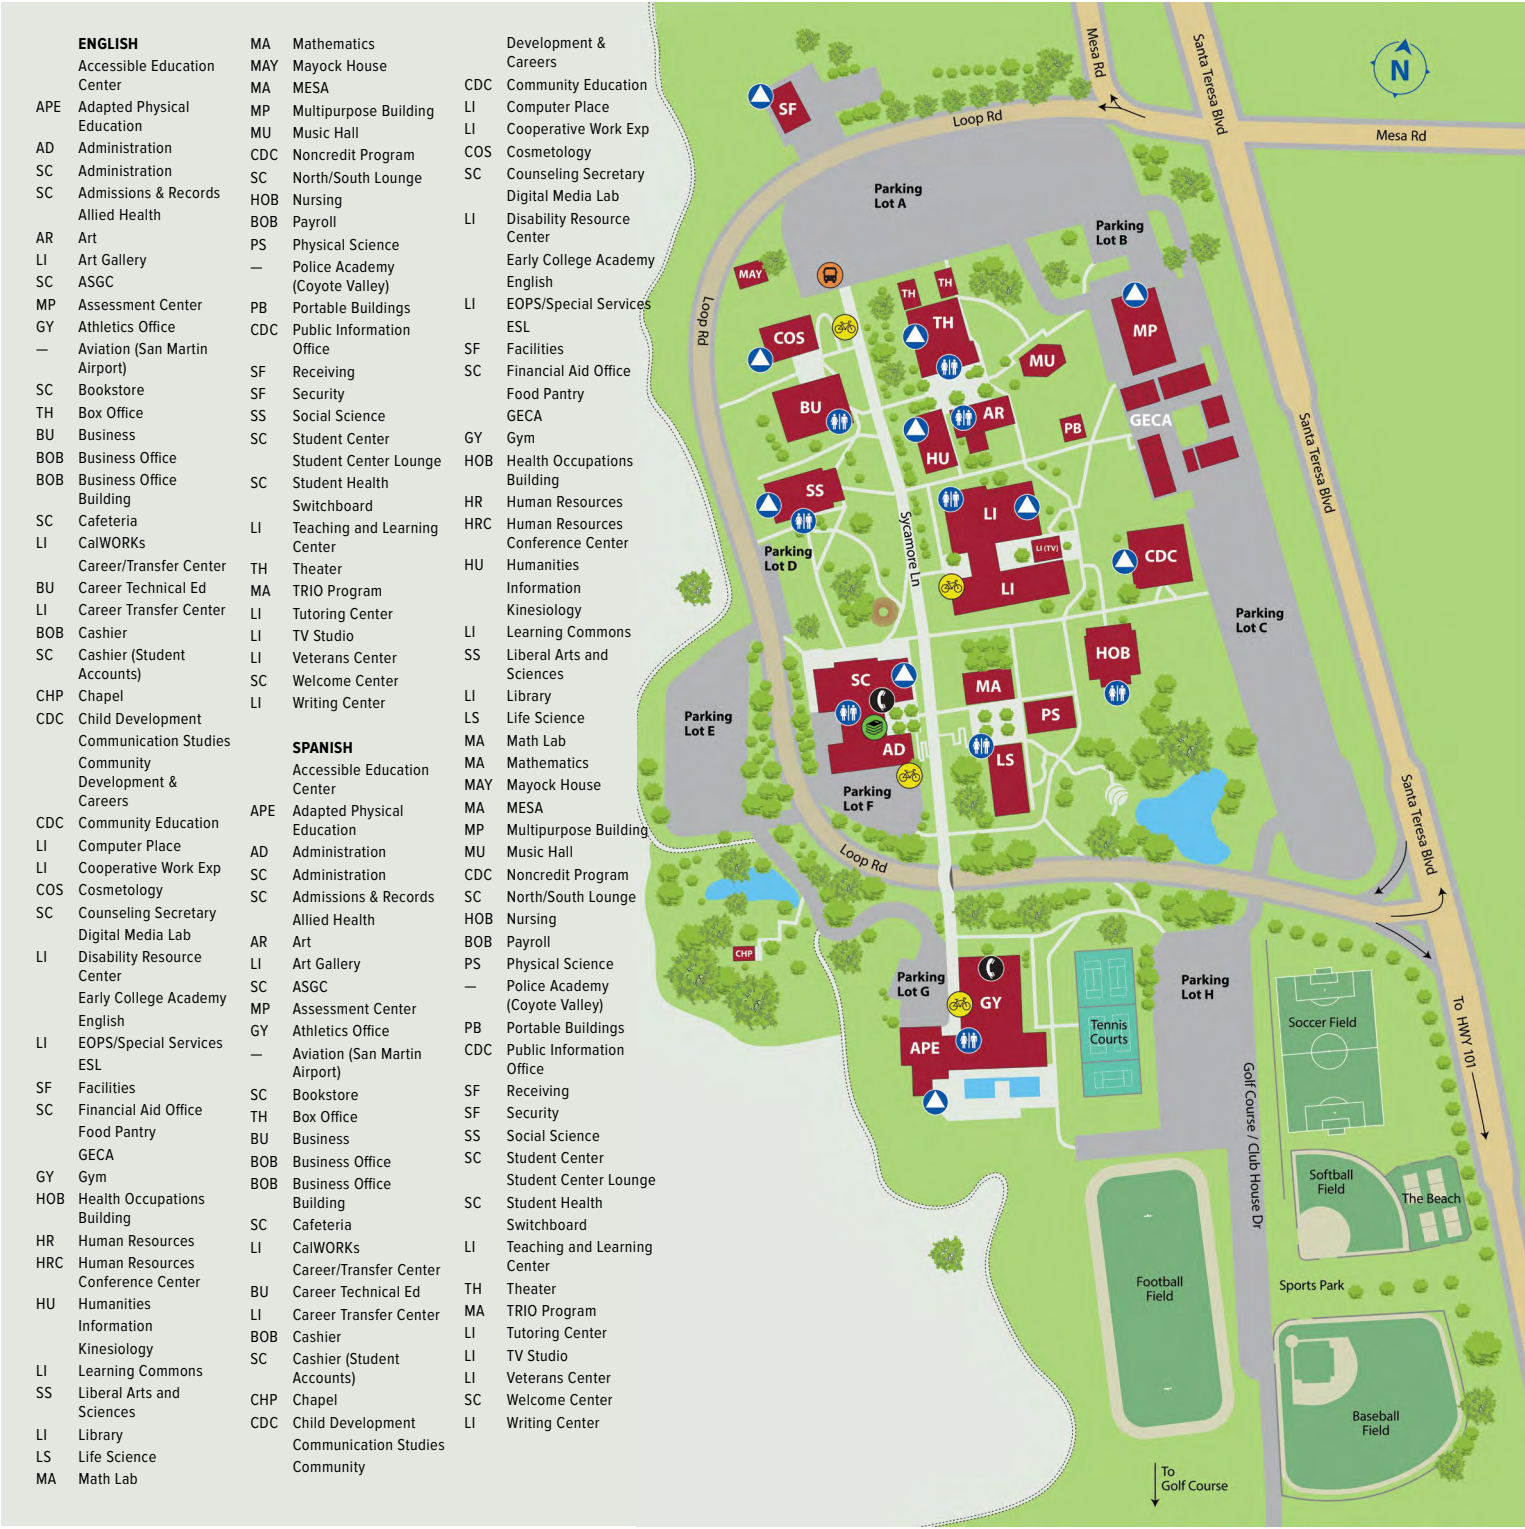 ENGLISH
Accessible Education
Center
APE Adapted Physical
Education
AD Administration
SC Administration
SC Admissions & Records
Allied Health
AR Art
LI Art Gallery
SC ASGC
MP Assessment Center
GY Athletics Office
— Aviation (San Martin
Airport)
SC Bookstore
TH Box Office
BU Business
BOB Business Office
BOB Business Office
Building
SC Cafeteria
LI CalWORKs
Career/Transfer Center
BU Career Technical Ed
LI Career Transfer Center
BOB Cashier
SC Cashier (Student
Accounts)
CHP Chapel
CDC Child Development
Communication Studies
Community
Development &
Careers
CDC Community Education
LI Computer Place
LI Cooperative Work Exp
COS Cosmetology
SC Counseling Secretary
Digital Media Lab
LI Disability Resource
Center
Early College Academy
English
LI EOPS/Special Services
ESL
SF Facilities
SC Financial Aid Office
Food Pantry
GECA
GY Gym
HOB Health Occupations
Building
HR Human Resources
HRC Human Resources
Conference Center
HU Humanities
Information
Kinesiology
LI Learning Commons
SS Liberal Arts and
Sciences
LI Library
LS Life Science
MA Math Lab
MA Mathematics
MAY Mayock House
MA MESA
MP Multipurpose Building
MU Music Hall
CDC Noncredit Program
SC North/South Lounge
HOB Nursing
BOB Payroll
PS Physical Science
— Police Academy
(Coyote Valley)
PB Portable Buildings
CDC Public Information
Office
SF Receiving
SF Security
SS Social Science
SC Student Center
Student Center Lounge
SC Student Health
Switchboard
LI Teaching and Learning
Center
TH Theater
MA TRIO Program
LI Tutoring Center
LI TV Studio
LI Veterans Center
SC Welcome Center
LI Writing Center
SPANISH
Accessible Education
Center
APE Adapted Physical
Education
AD Administration
SC Administration
SC Admissions & Records
Allied Health
AR Art
LI Art Gallery
SC ASGC
MP Assessment Center
GY Athletics Office
— Aviation (San Martin
Airport)
SC Bookstore
TH Box Office
BU Business
BOB Business Office
BOB Business Office
Building
SC Cafeteria
LI CalWORKs
Career/Transfer Center
BU Career Technical Ed
LI Career Transfer Center
BOB Cashier
SC Cashier (Student
Accounts)
CHP Chapel
CDC Child Development
Communication Studies
Community
Development &
Careers
CDC Community Education
LI Computer Place
LI Cooperative Work Exp
COS Cosmetology
SC Counseling Secretary
Digital Media Lab
LI Disability Resource
Center
Early College Academy
English
LI EOPS/Special Services
ESL
SF Facilities
SC Financial Aid Office
Food Pantry
GECA
GY Gym
HOB Health Occupations
Building
HR Human Resources
HRC Human Resources
Conference Center
HU Humanities
Information
Kinesiology
LI Learning Commons
SS Liberal Arts and
Sciences
LI Library
LS Life Science
MA Math Lab
MA Mathematics
MAY Mayock House
MA MESA
MP Multipurpose Building
MU Music Hall
CDC Noncredit Program
SC North/South Lounge
HOB Nursing
BOB Payroll
PS Physical Science
— Police Academy
(Coyote Valley)
PB Portable Buildings
CDC Public Information
Office
SF Receiving
SF Security
SS Social Science
SC Student Center
Student Center Lounge
SC Student Health
Switchboard
LI Teaching and Learning
Center
TH Theater
MA TRIO Program
LI Tutoring Center
LI TV Studio
LI Veterans Center
SC Welcome Center
LI Writing Center
Mesa Rd
Santa Teresa Blvd
N
SF
Loop Rd
Mesa Rd
Parking
Lot A
Parking
Lot B
MAY
TH
TH
Loop Rd
TH
COS
MP
MU
BU
AR
PB
GECA
HU
Santa Teresa Blvd
SS
LI
Sycamore Ln
Parking
Lot D
LI (TV)
CDC
LI
Parking
Lot C
HOB
SC
MA
PS
Parking
Lot E
AD
LS
Parking
Lot F
Santa Teresa Blvd
Loop Rd
CHP
Parking
Lot G
GY
Parking
Lot H
Tennis
Courts
Soccer Field
To HWY 101
APE
Golf Course / Club House Dr
Softball
Field
The Beach
Football
Field
Sports Park
Baseball
Field
To
Golf Course